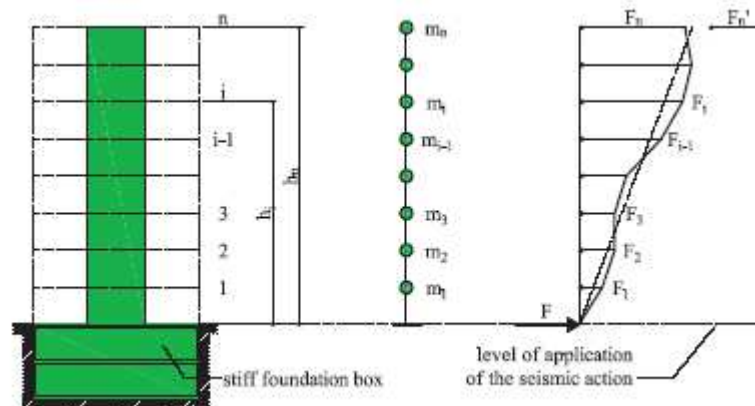 n
i
i-1
3
2
1
hᵢ
hₙ
stiff foundation box
mₙ
mᵢ
mᵢ₋₁
m₃
m₂
m₁
Fₙ
Fₙ'
Fᵢ
Fᵢ₋₁
F₃
F₂
F₁
F
level of application
of the seismic action